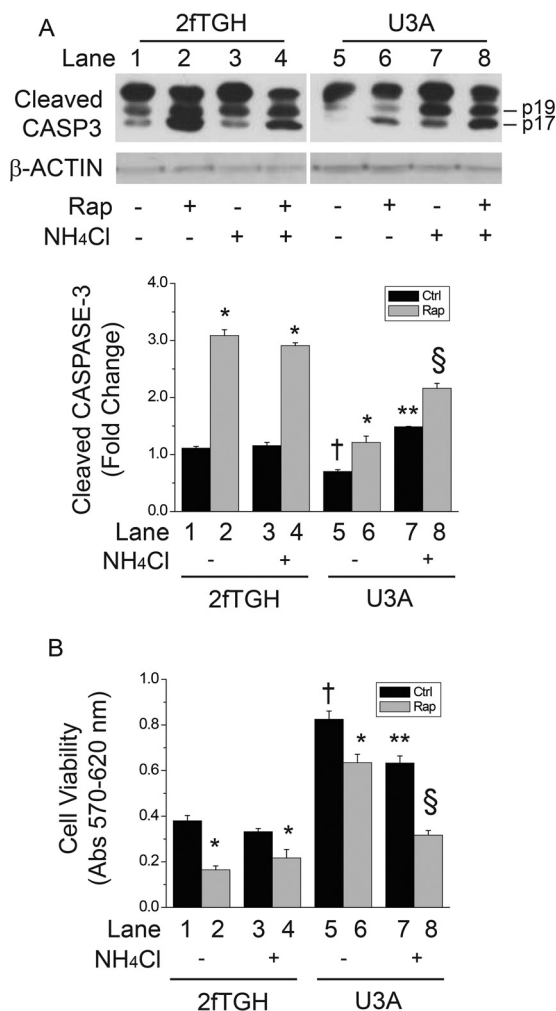 A
2fTGH U3A
Lane 1 2 3 4 5 6 7 8
Cleaved CASP3
p19
p17
β-ACTIN
Rap - + - + - + - +
NH4Cl - - + + - - + +
Cleaved CASPASE-3
(Fold Change)
4.0
3.0
2.0
1.0
0.0
Ctrl
Rap
* * † * ** §
Lane 1 2 3 4 5 6 7 8
NH4Cl - + - +
2fTGH U3A
B
Cell Viability
(Abs 570-620 nm)
1.0
0.8
0.6
0.4
0.2
0.0
Ctrl
Rap
* * † * ** §
Lane 1 2 3 4 5 6 7 8
NH4Cl - + - +
2fTGH U3A